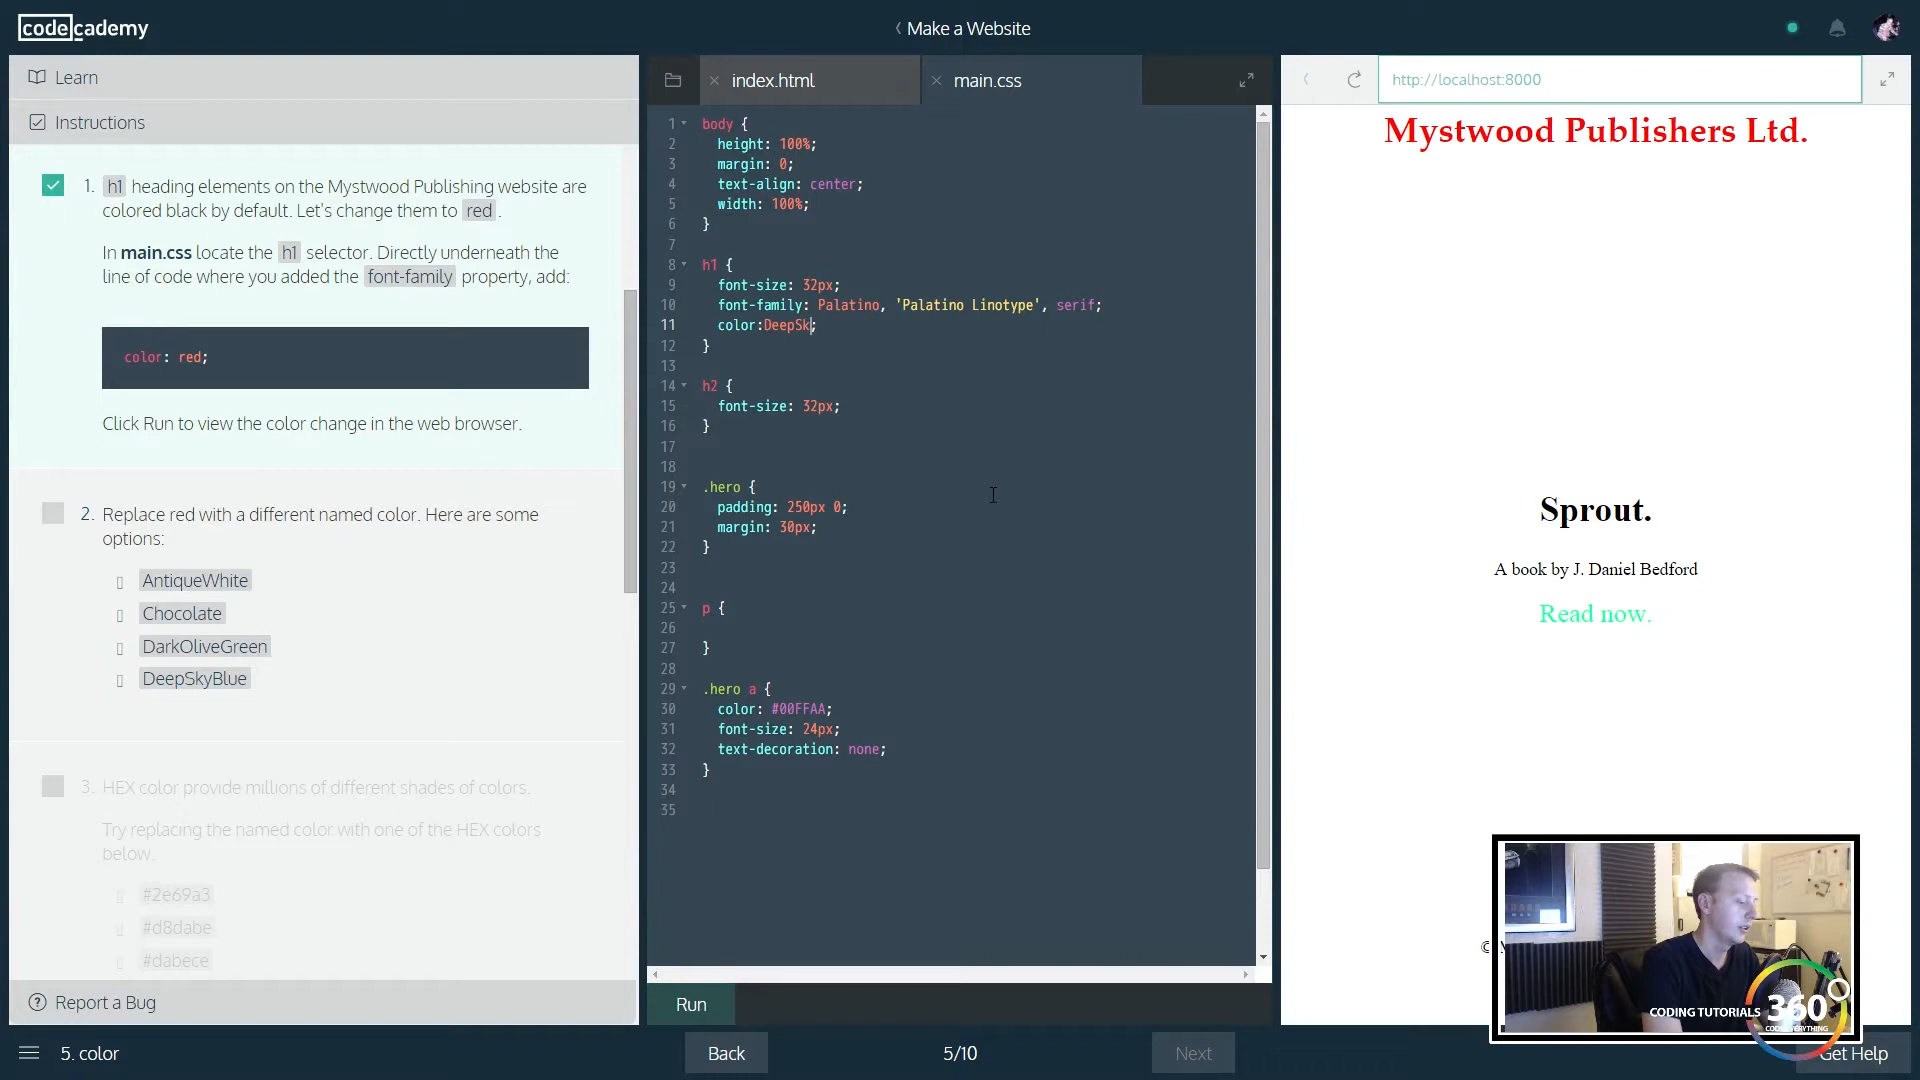 codecademy
Make a Website
Learn
Instructions
1. h1 heading elements on the Mystwood Publishing website are
colored black by default. Let's change them to red .
In main.css locate the h1 selector. Directly underneath the
line of code where you added the font-family property, add:
color: red;
Click Run to view the color change in the web browser.
2. Replace red with a different named color. Here are some
options:
AntiqueWhite
Chocolate
DarkOliveGreen
DeepSkyBlue
3. HEX color provide millions of different shades of colors.
Try replacing the named color with one of the HEX colors
below.
#2e69a3
#d8dabe
#dabece
Report a Bug
5. color
index.html
main.css
1 body {
2 height: 100%;
3 margin: 0;
4 text-align: center;
5 width: 100%;
6 }
7
8 h1 {
9 font-size: 32px;
10 font-family: Palatino, 'Palatino Linotype', serif;
11 color:DeepSk;
12 }
13
14 h2 {
15 font-size: 32px;
16 }
17
18
19 .hero {
20 padding: 250px 0;
21 margin: 30px;
22 }
23
24
25 p {
26
27 }
28
29 .hero a {
30 color: #00FFAA;
31 font-size: 24px;
32 text-decoration: none;
33 }
34
35
Run
Back
5/10
Next
http://localhost:8000
Mystwood Publishers Ltd.
Sprout.
A book by J. Daniel Bedford
Read now.
©
CODING TUTORIALS 360
Get Help